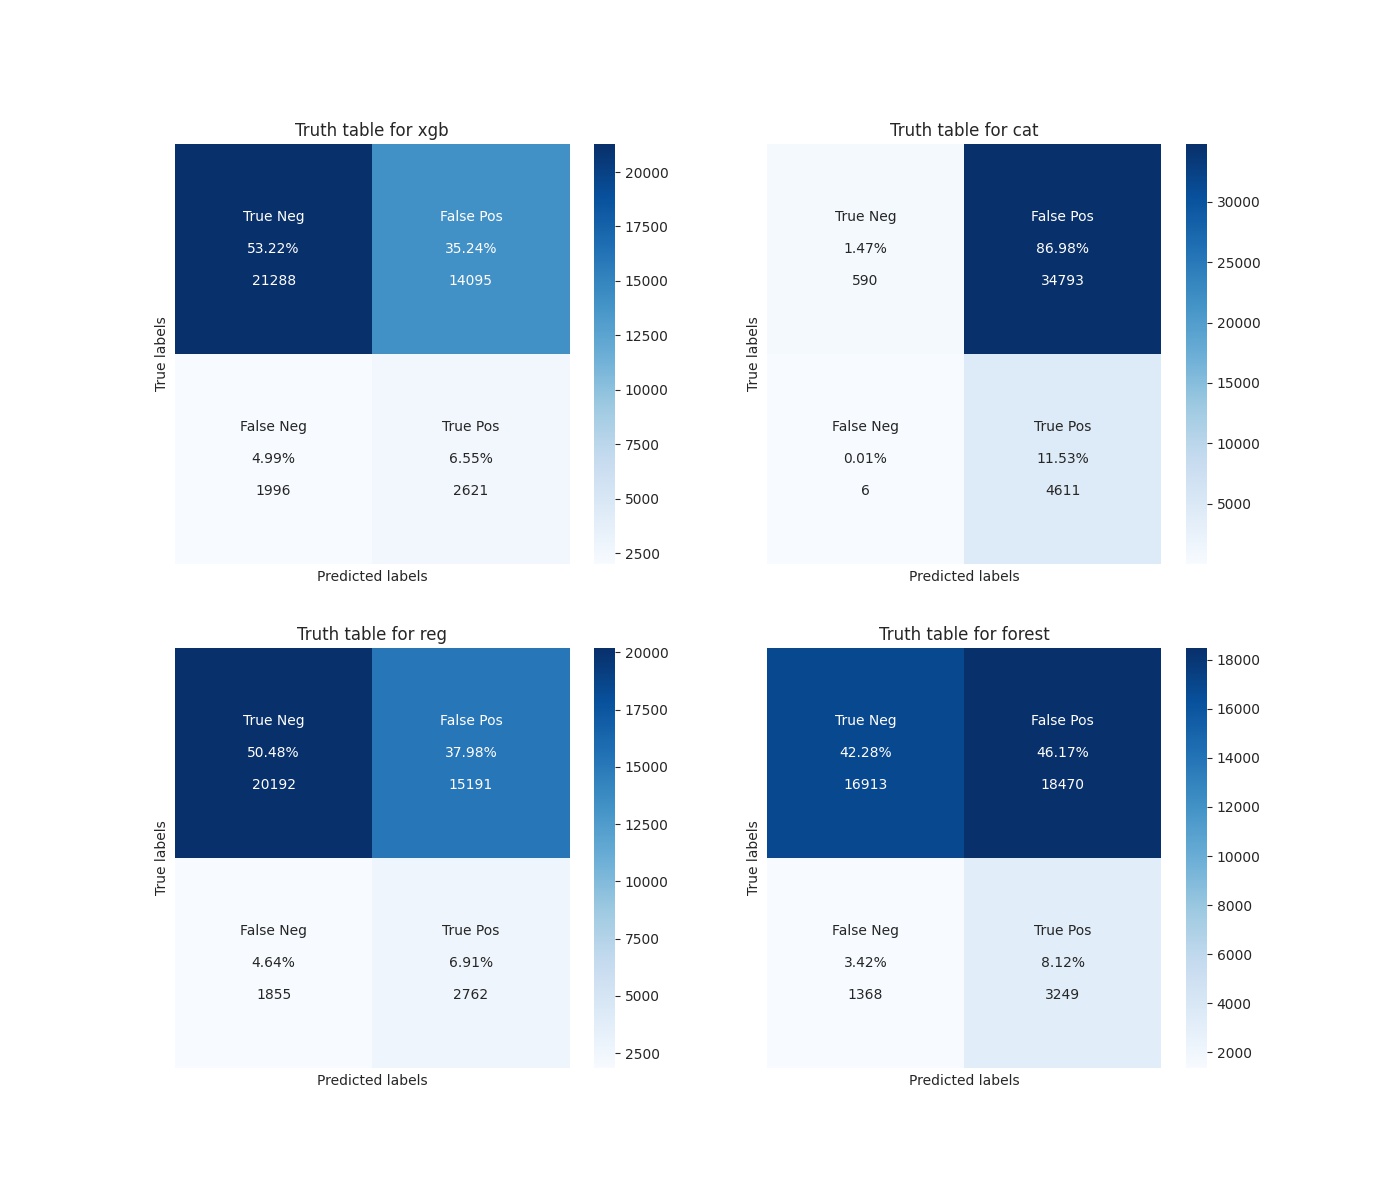 Truth table for xgb
True Neg
53.22%
21288
False Pos
35.24%
14095
False Neg
4.99%
1996
True Pos
6.55%
2621
True labels
Predicted labels
20000
17500
15000
12500
10000
7500
5000
2500
Truth table for cat
True Neg
1.47%
590
False Pos
86.98%
34793
False Neg
0.01%
6
True Pos
11.53%
4611
True labels
Predicted labels
30000
25000
20000
15000
10000
5000
Truth table for reg
True Neg
50.48%
20192
False Pos
37.98%
15191
False Neg
4.64%
1855
True Pos
6.91%
2762
True labels
Predicted labels
20000
17500
15000
12500
10000
7500
5000
2500
Truth table for forest
True Neg
42.28%
16913
False Pos
46.17%
18470
False Neg
3.42%
1368
True Pos
8.12%
3249
True labels
Predicted labels
18000
16000
14000
12000
10000
8000
6000
4000
2000